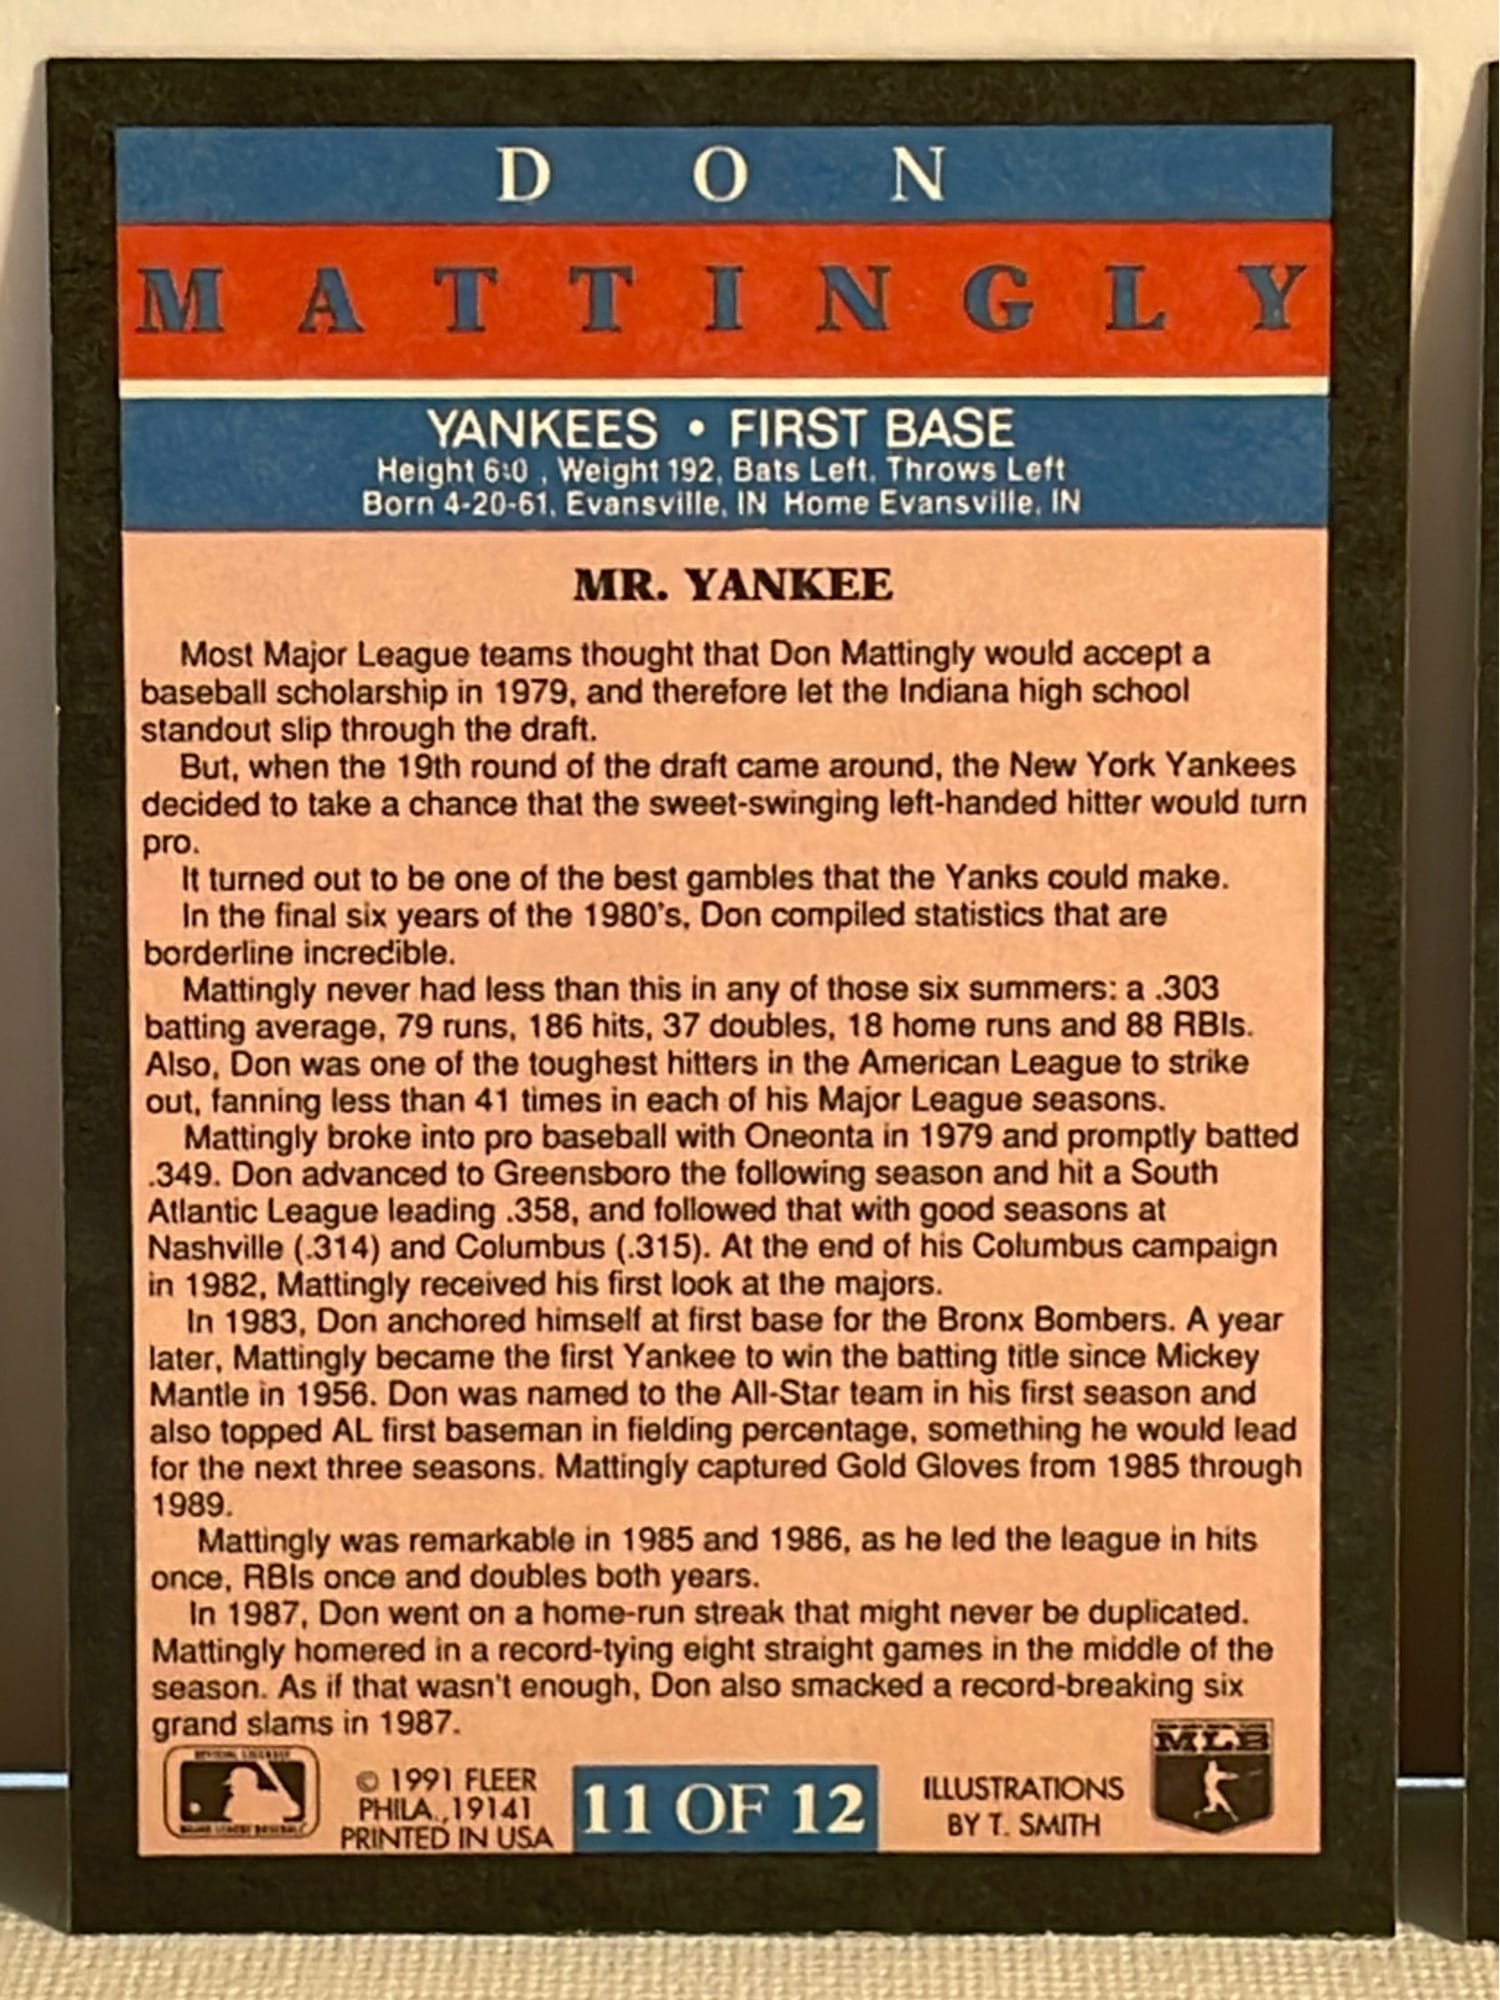 DON
MATTINGLY
YANKEES • FIRST BASE
Height 6:0 , Weight 192, Bats Left, Throws Left
Born 4-20-61, Evansville, IN Home Evansville, IN
MR. YANKEE
Most Major League teams thought that Don Mattingly would accept a
baseball scholarship in 1979, and therefore let the Indiana high school
standout slip through the draft.
But, when the 19th round of the draft came around, the New York Yankees
decided to take a chance that the sweet-swinging left-handed hitter would turn
pro.
It turned out to be one of the best gambles that the Yanks could make.
In the final six years of the 1980's, Don compiled statistics that are
borderline incredible.
Mattingly never had less than this in any of those six summers: a .303
batting average, 79 runs, 186 hits, 37 doubles, 18 home runs and 88 RBIs.
Also, Don was one of the toughest hitters in the American League to strike
out, fanning less than 41 times in each of his Major League seasons.
Mattingly broke into pro baseball with Oneonta in 1979 and promptly batted
.349. Don advanced to Greensboro the following season and hit a South
Atlantic League leading .358, and followed that with good seasons at
Nashville (.314) and Columbus (.315). At the end of his Columbus campaign
in 1982, Mattingly received his first look at the majors.
In 1983, Don anchored himself at first base for the Bronx Bombers. A year
later, Mattingly became the first Yankee to win the batting title since Mickey
Mantle in 1956. Don was named to the All-Star team in his first season and
also topped AL first baseman in fielding percentage, something he would lead
for the next three seasons. Mattingly captured Gold Gloves from 1985 through
1989.
Mattingly was remarkable in 1985 and 1986, as he led the league in hits
once, RBIs once and doubles both years.
In 1987, Don went on a home-run streak that might never be duplicated.
Mattingly homered in a record-tying eight straight games in the middle of the
season. As if that wasn't enough, Don also smacked a record-breaking six
grand slams in 1987.
© 1991 FLEER
PHILA., 19141
PRINTED IN USA
11 OF 12
ILLUSTRATIONS
BY T. SMITH
MLB